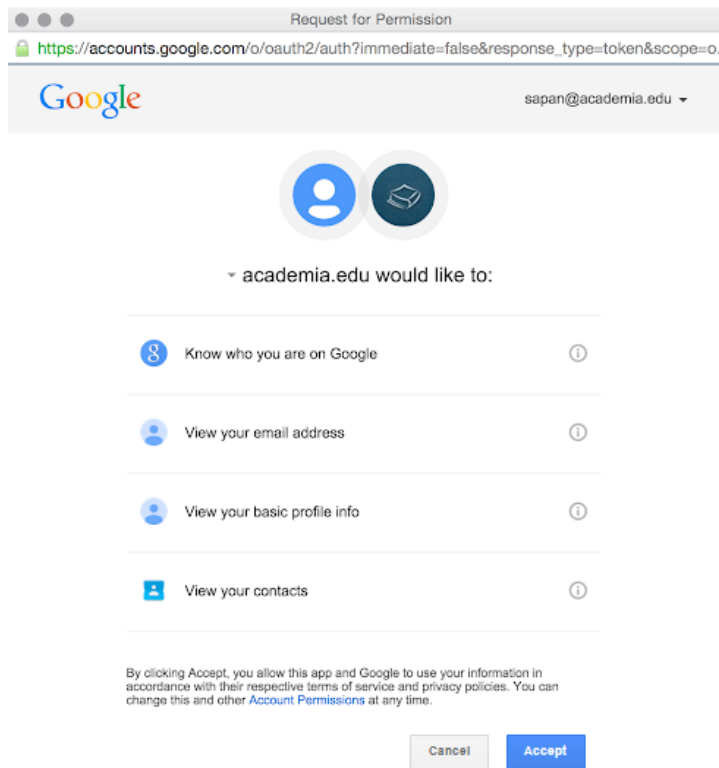 Request for Permission
https://accounts.google.com/o/oauth2/auth?immediate=false&response_type=token&scope=o.
Google
sapan@academia.edu
academia.edu would like to:
8
Know who you are on Google
View your email address
View your basic profile info
View your contacts
By clicking Accept, you allow this app and Google to use your information in
accordance with their respective terms of service and privacy policies. You can
change this and other Account Permissions at any time.
Cancel
Accept